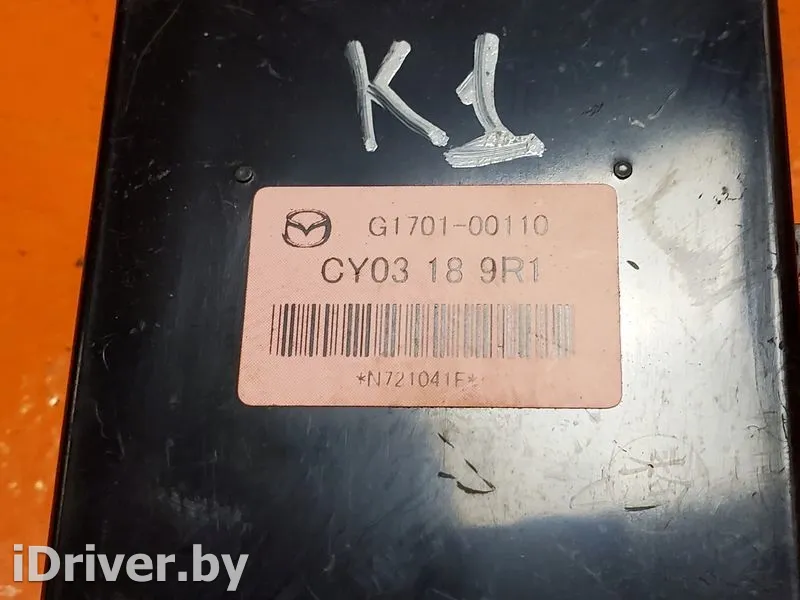 K1
G1701-00110
CY03 18 9R1
*N721041F*
iDriver.by